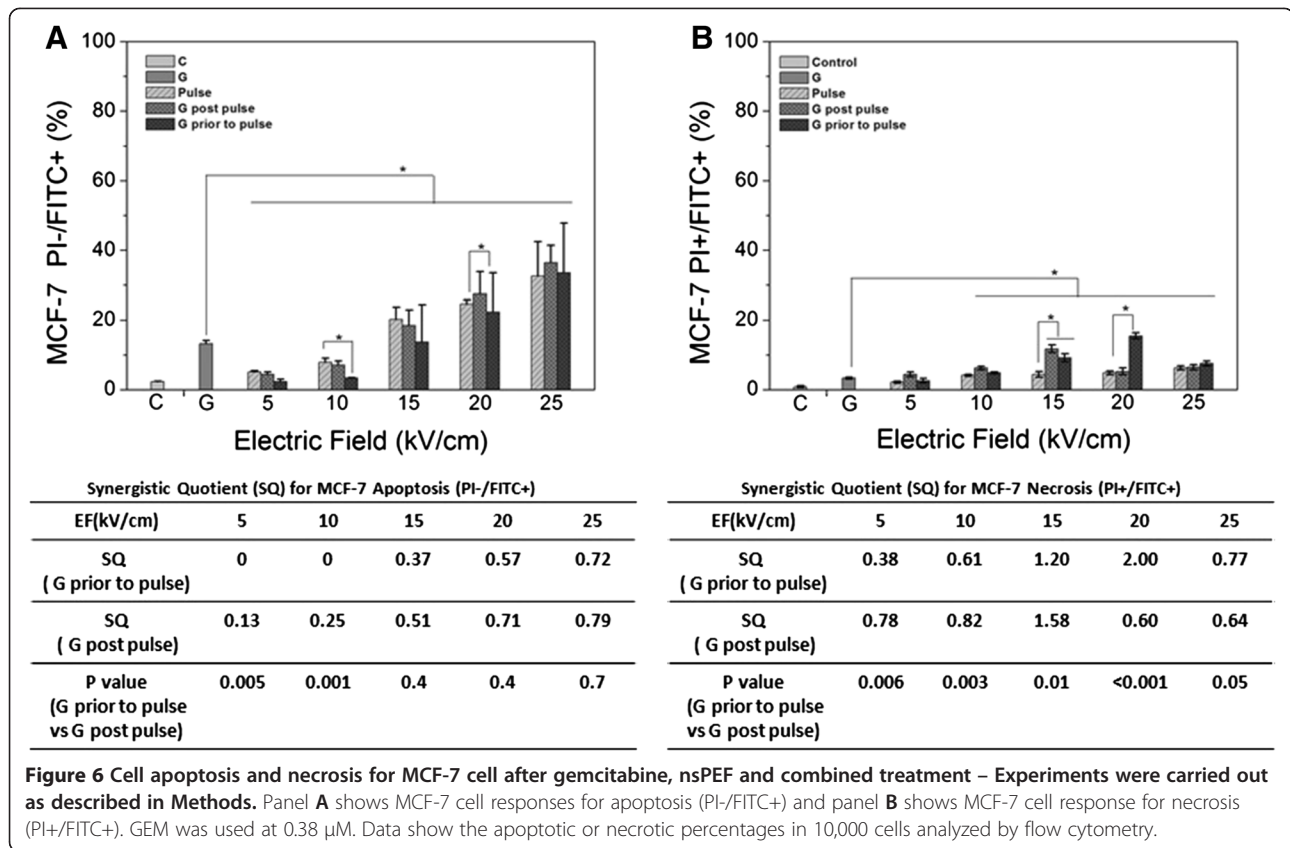 A
100
80
60
40
20
0
MCF-7 PI-/FITC+ (%)
C
G
Pulse
G post pulse
G prior to pulse
*
*
*
C G 5 10 15 20 25
Electric Field (kV/cm)
Synergistic Quotient (SQ) for MCF-7 Apoptosis (PI-/FITC+)
EF(kV/cm) 5 10 15 20 25
SQ
( G prior to pulse) 0 0 0.37 0.57 0.72
SQ
( G post pulse) 0.13 0.25 0.51 0.71 0.79
P value
(G prior to pulse
vs G post pulse) 0.005 0.001 0.4 0.4 0.7
B
100
80
60
40
20
0
MCF-7 PI+/FITC+ (%)
Control
G
Pulse
G post pulse
G prior to pulse
*
*
*
C G 5 10 15 20 25
Electric Field (kV/cm)
Synergistic Quotient (SQ) for MCF-7 Necrosis (PI+/FITC+)
EF(kV/cm) 5 10 15 20 25
SQ
( G prior to pulse) 0.38 0.61 1.20 2.00 0.77
SQ
( G post pulse) 0.78 0.82 1.58 0.60 0.64
P value
(G prior to pulse
vs G post pulse) 0.006 0.003 0.01 <0.001 0.05
Figure 6 Cell apoptosis and necrosis for MCF-7 cell after gemcitabine, nsPEF and combined treatment – Experiments were carried out
as described in Methods. Panel A shows MCF-7 cell responses for apoptosis (PI-/FITC+) and panel B shows MCF-7 cell response for necrosis
(PI+/FITC+). GEM was used at 0.38 μM. Data show the apoptotic or necrotic percentages in 10,000 cells analyzed by flow cytometry.